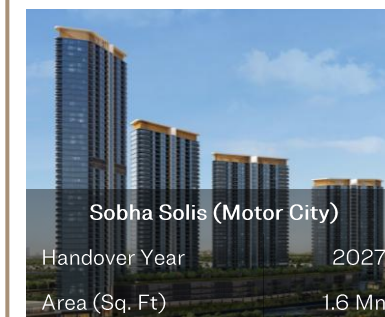 Sobha Solis (Motor City)
Handover Year 2027
Area (Sq. Ft) 1.6 Mn